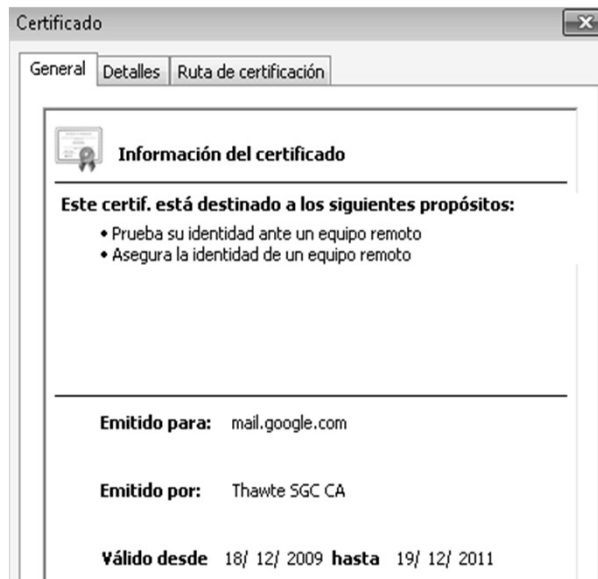 Certificado
General Detalles Ruta de certificación
Información del certificado
Este certif. está destinado a los siguientes propósitos:
• Prueba su identidad ante un equipo remoto
• Asegura la identidad de un equipo remoto
Emitido para: mail.google.com
Emitido por: Thawte SGC CA
Válido desde 18/ 12/ 2009 hasta 19/ 12/ 2011